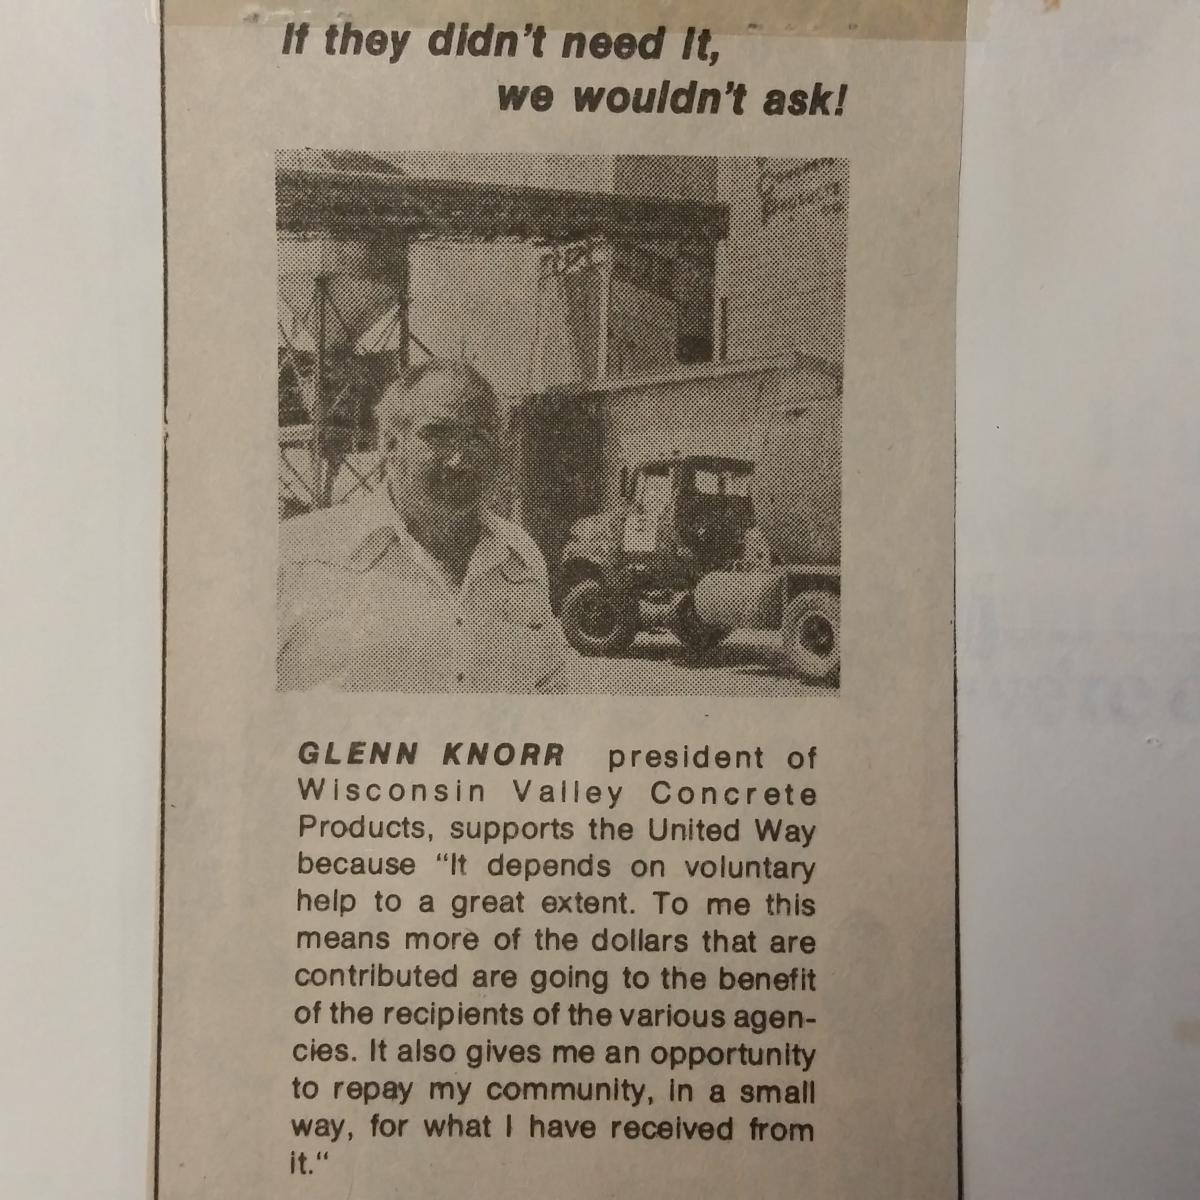 If they didn't need it,
we wouldn't ask!
GLENN KNORR president of
Wisconsin Valley Concrete
Products, supports the United Way
because "It depends on voluntary
help to a great extent. To me this
means more of the dollars that are
contributed are going to the benefit
of the recipients of the various agen-
cies. It also gives me an opportunity
to repay my community, in a small
way, for what I have received from
it."